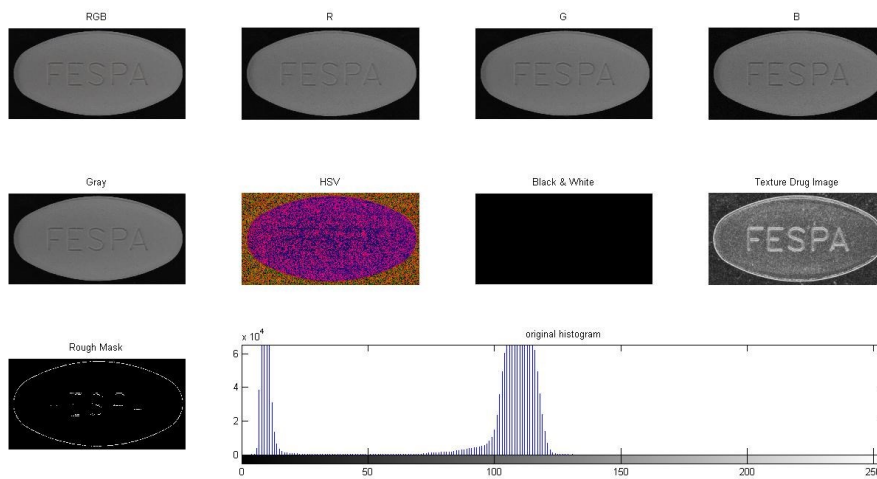 RGB
R
G
B
FESPA
FESPA
FESPA
FESPA
Gray
HSV
Black & White
Texture Drug Image
FESPA
FESPA
Rough Mask
original histogram
x 10^4
6
4
2
0
0 50 100 150 200 250